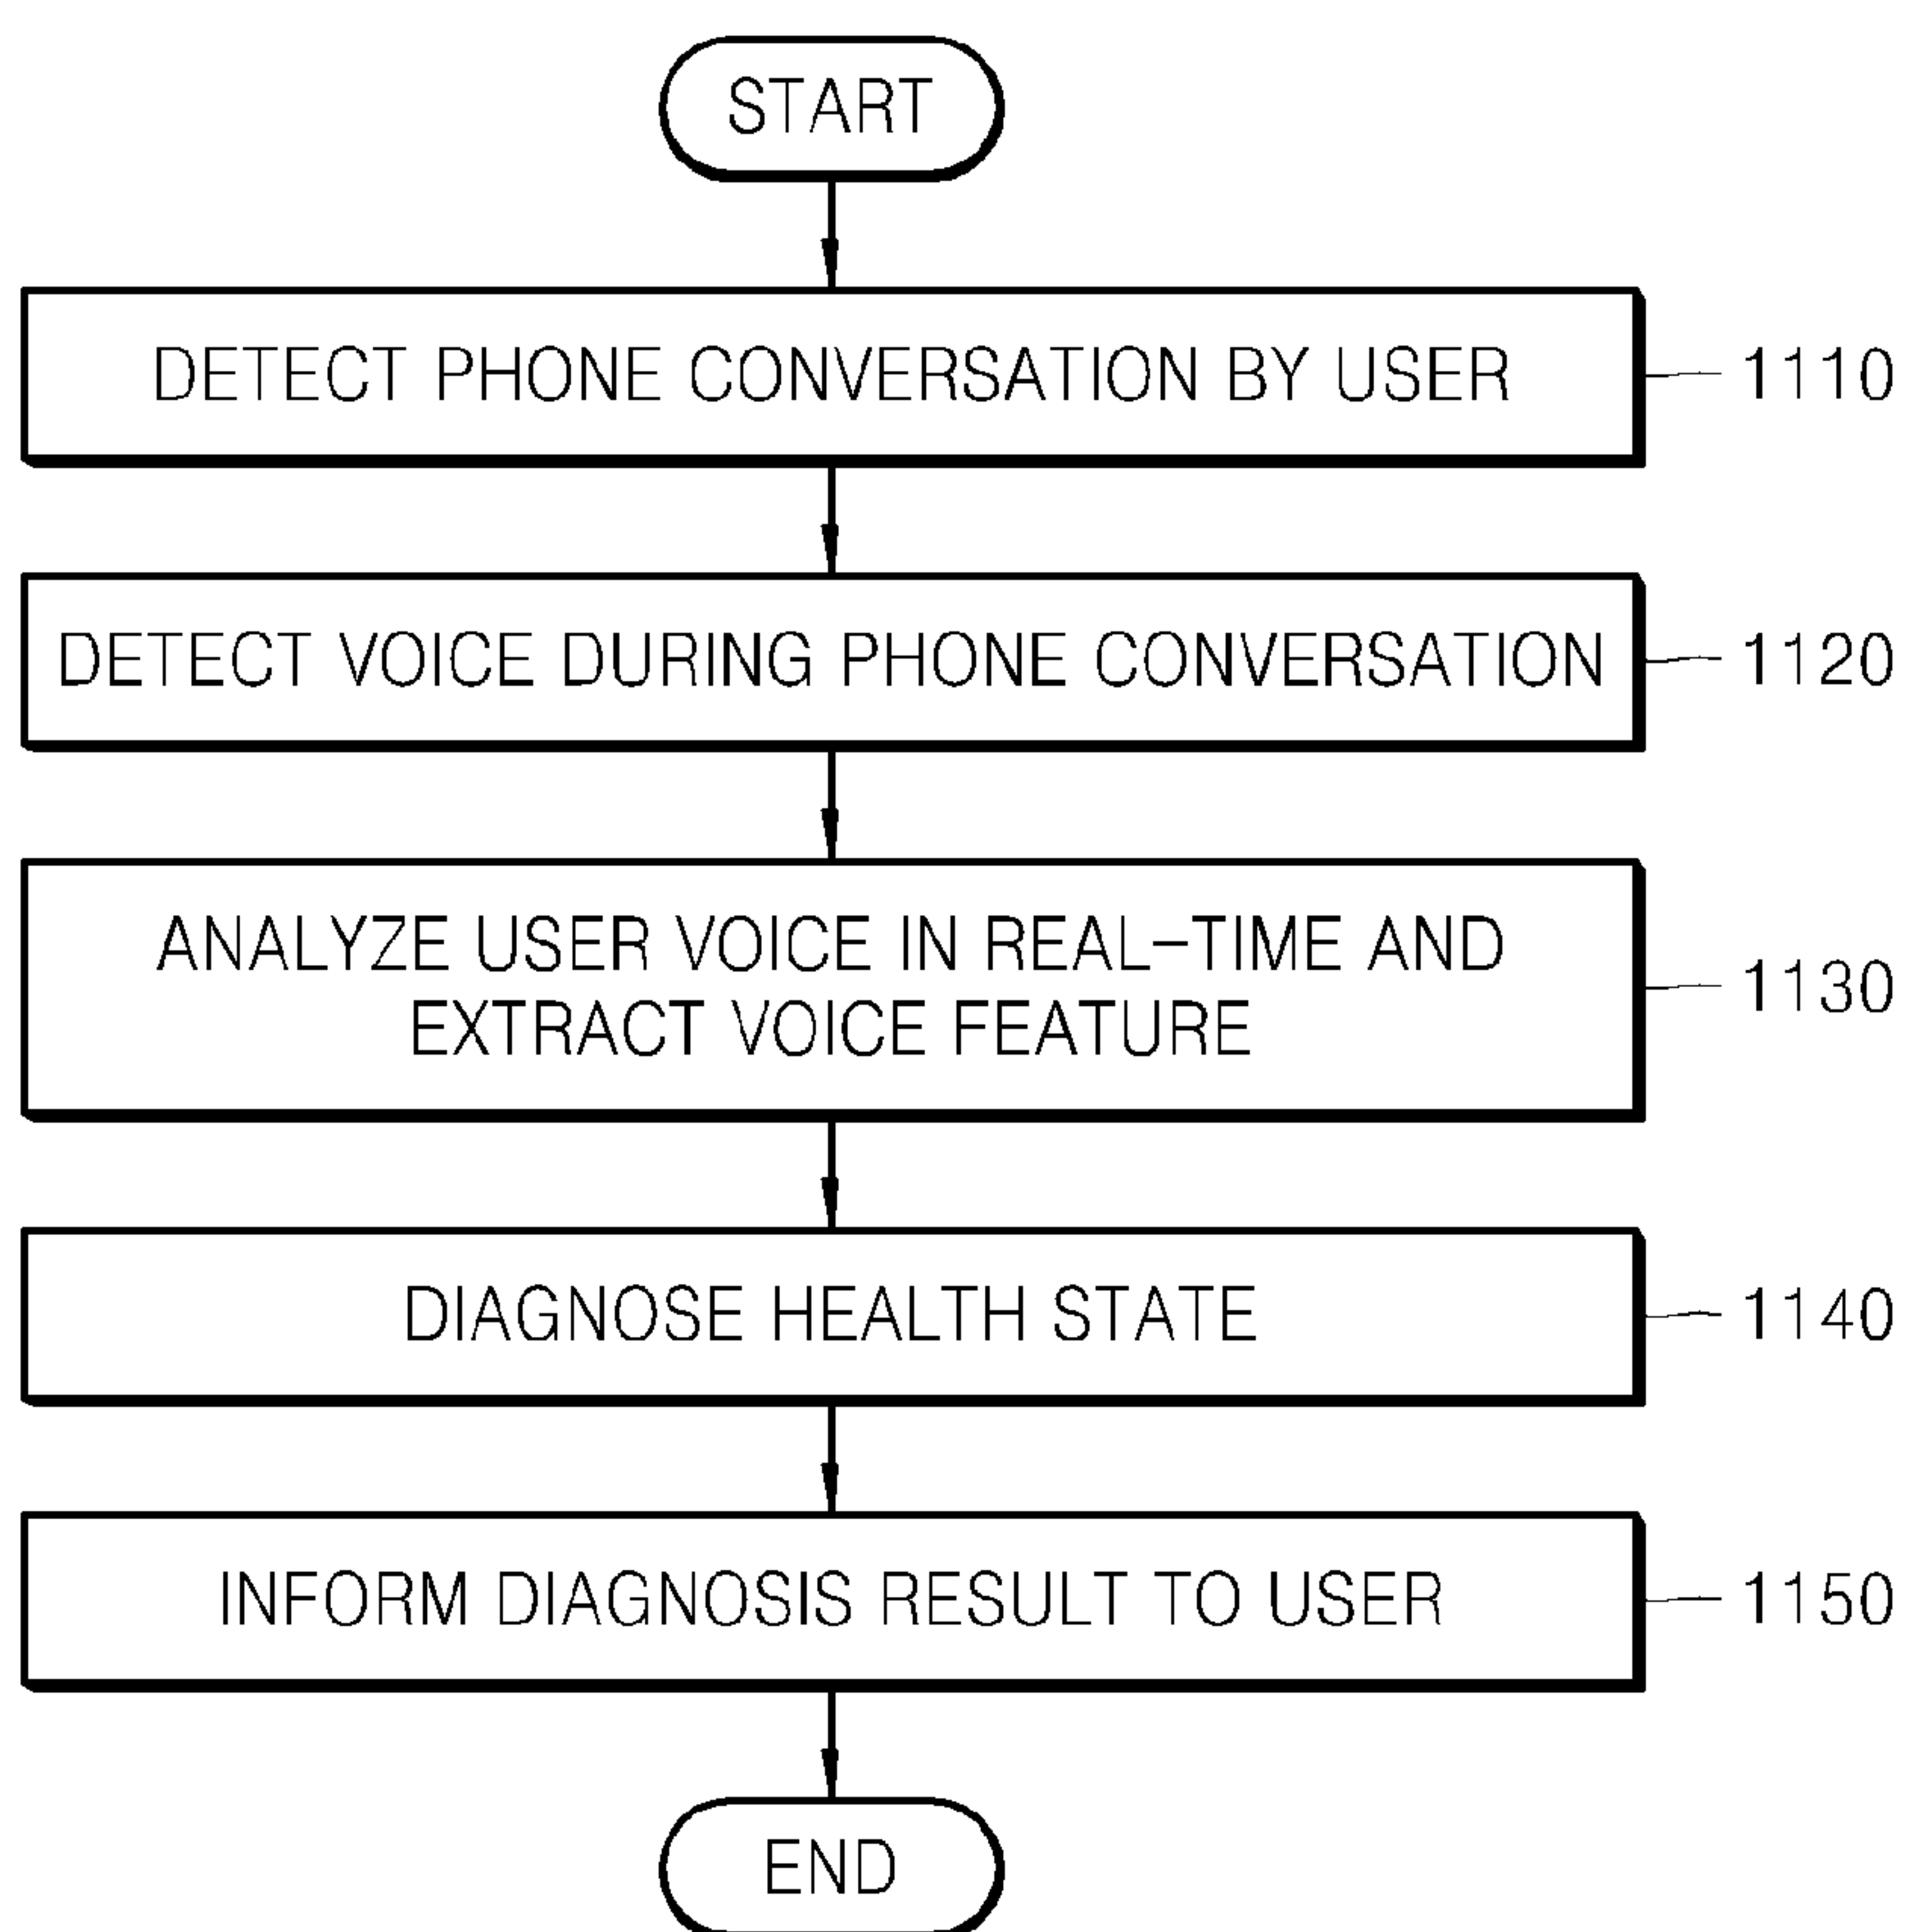 START
DETECT PHONE CONVERSATION BY USER
1110
DETECT VOICE DURING PHONE CONVERSATION
1120
ANALYZE USER VOICE IN REAL-TIME AND
EXTRACT VOICE FEATURE
1130
DIAGNOSE HEALTH STATE
1140
INFORM DIAGNOSIS RESULT TO USER
1150
END